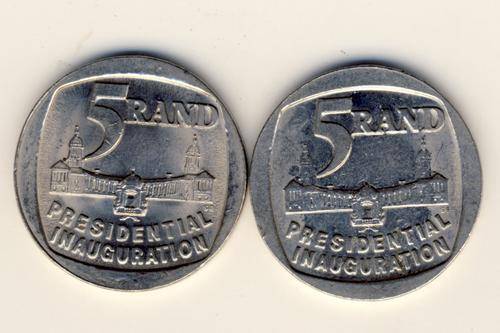 5 RAND
PRESIDENTIAL
INAUGURATION
5 RAND
PRESIDENTIAL
INAUGURATION